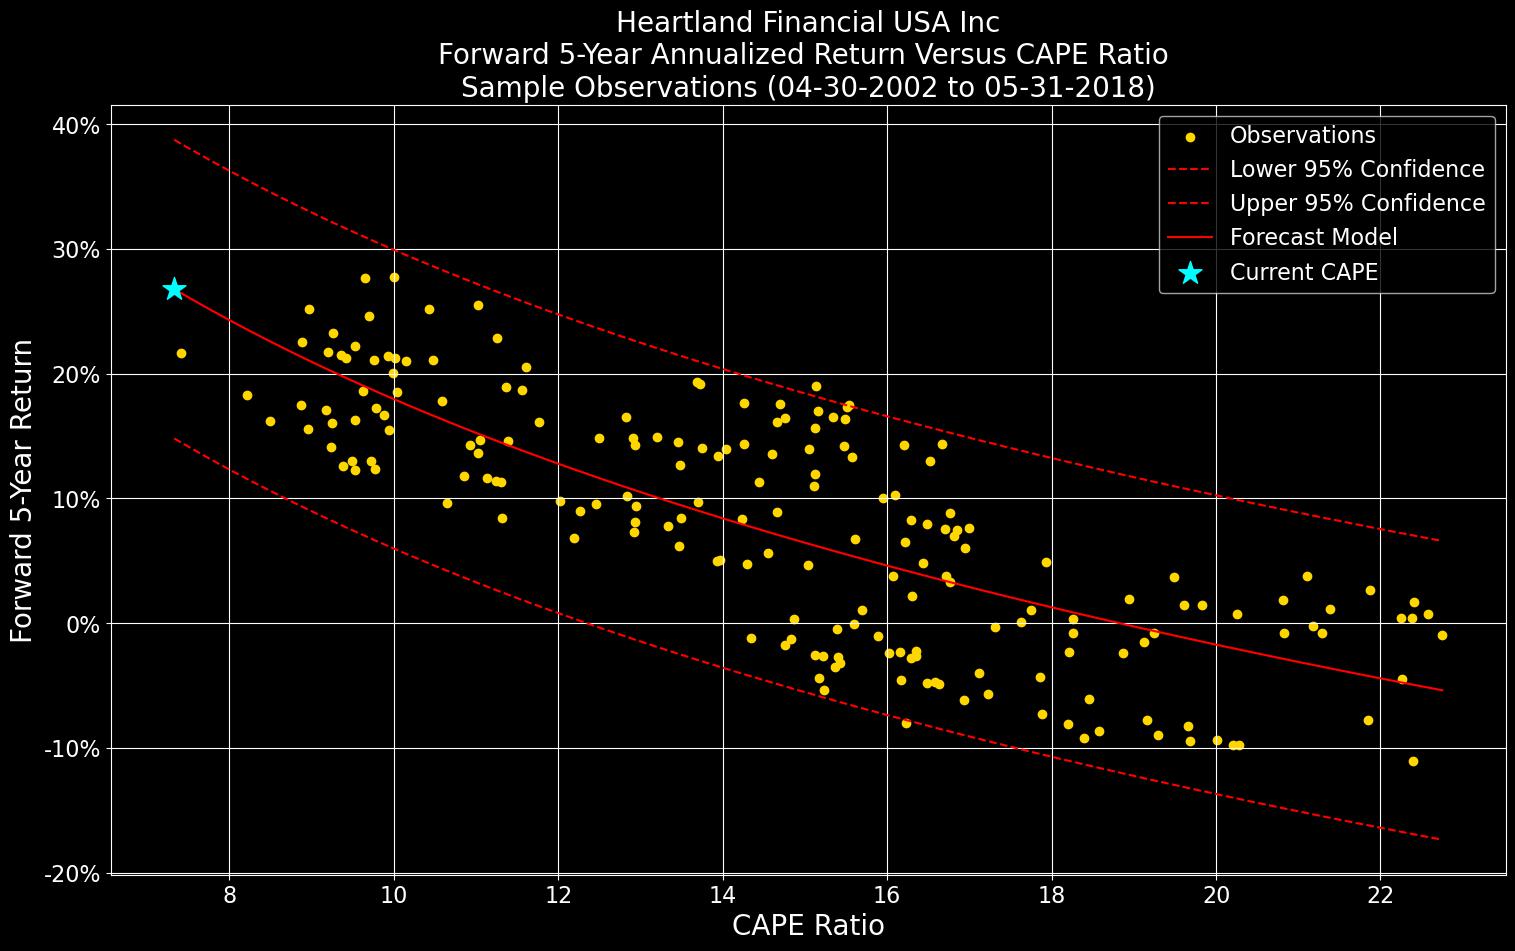 Heartland Financial USA Inc
Forward 5-Year Annualized Return Versus CAPE Ratio
Sample Observations (04-30-2002 to 05-31-2018)
Observations
Lower 95% Confidence
Upper 95% Confidence
Forecast Model
Current CAPE
Forward 5-Year Return
40%
30%
20%
10%
0%
-10%
-20%
8 10 12 14 16 18 20 22
CAPE Ratio